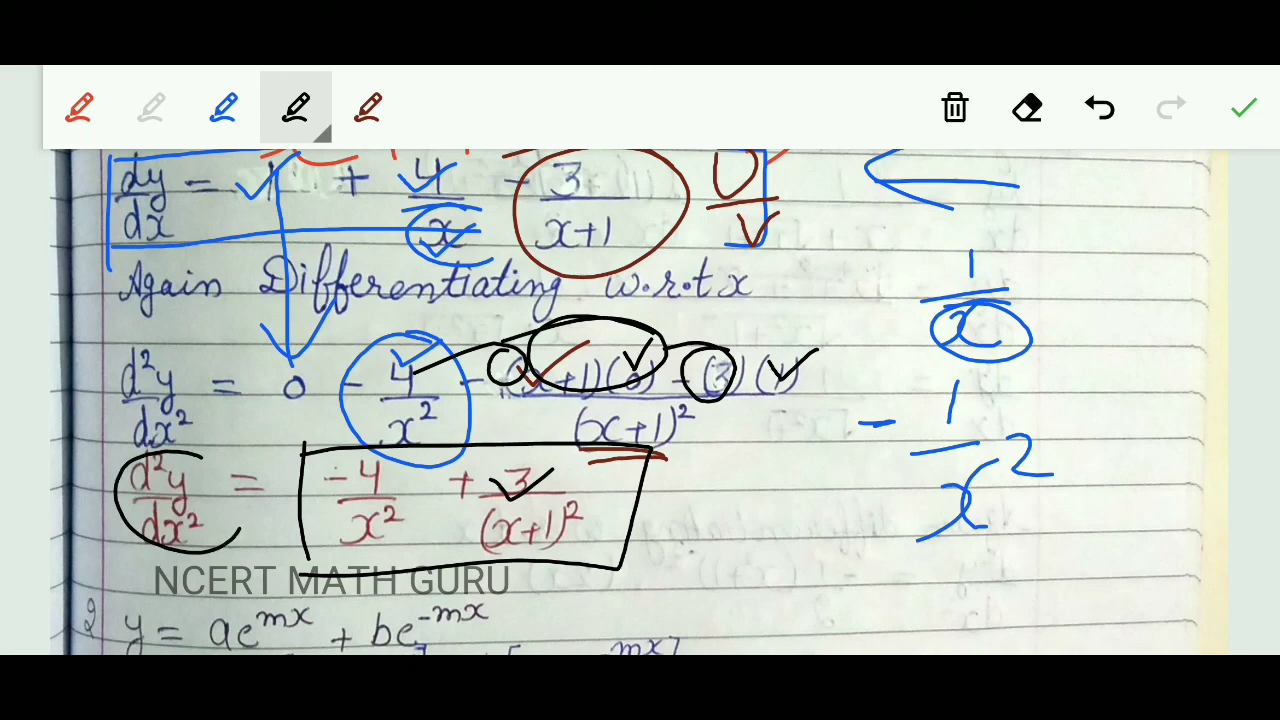 dy/dx = 1 + 4/x - 3/x+1 U/V
Again Differentiating w.r.t x
1/x
d²y/dx² = 0 - 4/x² - (x+1)(0) - (3)(1)/(x+1)²
- 1/x²
d²y/dx² = -4/x² + 3/(x+1)²
NCERT MATH GURU
2 y = ae^mx + be^-mx